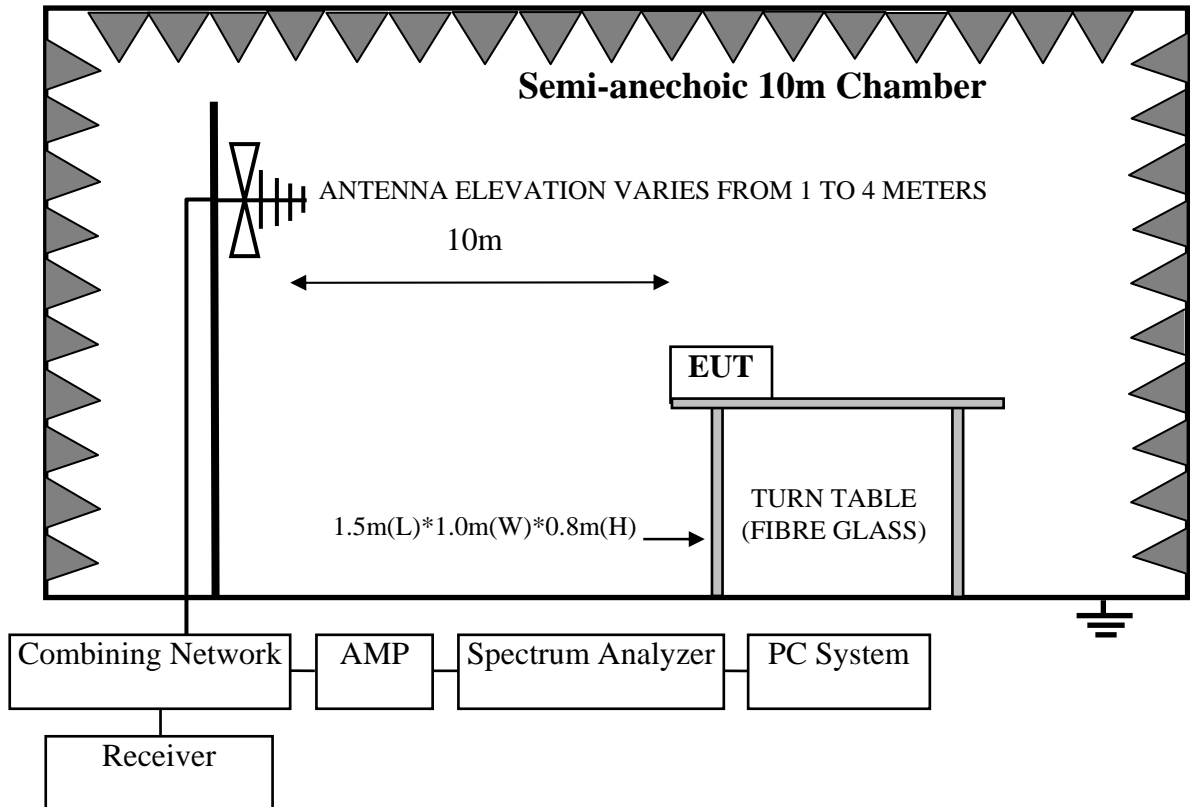 Semi-anechoic 10m Chamber
ANTENNA ELEVATION VARIES FROM 1 TO 4 METERS
10m
EUT
TURN TABLE
(FIBRE GLASS)
1.5m(L)*1.0m(W)*0.8m(H)
Combining Network
AMP
Spectrum Analyzer
PC System
Receiver